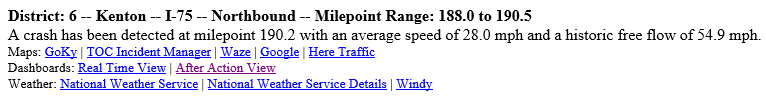 District: 6 -- Kenton -- I-75 -- Northbound -- Milepoint Range: 188.0 to 190.5
A crash has been detected at milepoint 190.2 with an average speed of 28.0 mph and a historic free flow of 54.9 mph.
Maps: GoKy | TOC Incident Manager | Waze | Google | Here Traffic
Dashboards: Real Time View | After Action View
Weather: National Weather Service | National Weather Service Details | Windy